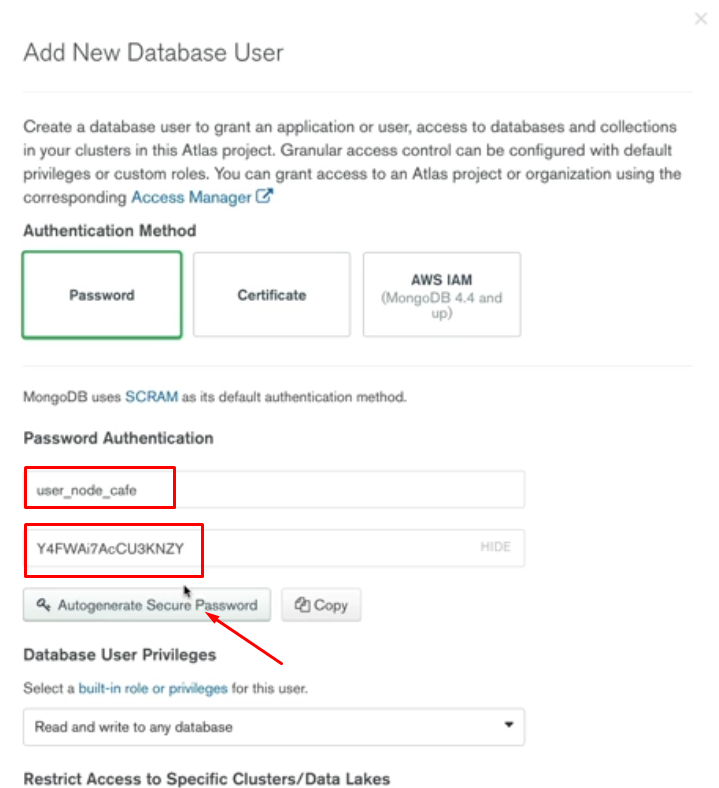 Add New Database User
Create a database user to grant an application or user, access to databases and collections
in your clusters in this Atlas project. Granular access control can be configured with default
privileges or custom roles. You can grant access to an Atlas project or organization using the
corresponding Access Manager
Authentication Method
Password
Certificate
AWS IAM
(MongoDB 4.4 and
up)
MongoDB uses SCRAM as its default authentication method.
Password Authentication
user_node_cafe
Y4FWAi7AcCU3KNZY HIDE
Autogenerate Secure Password Copy
Database User Privileges
Select a built-in role or privileges for this user.
Read and write to any database
Restrict Access to Specific Clusters/Data Lakes